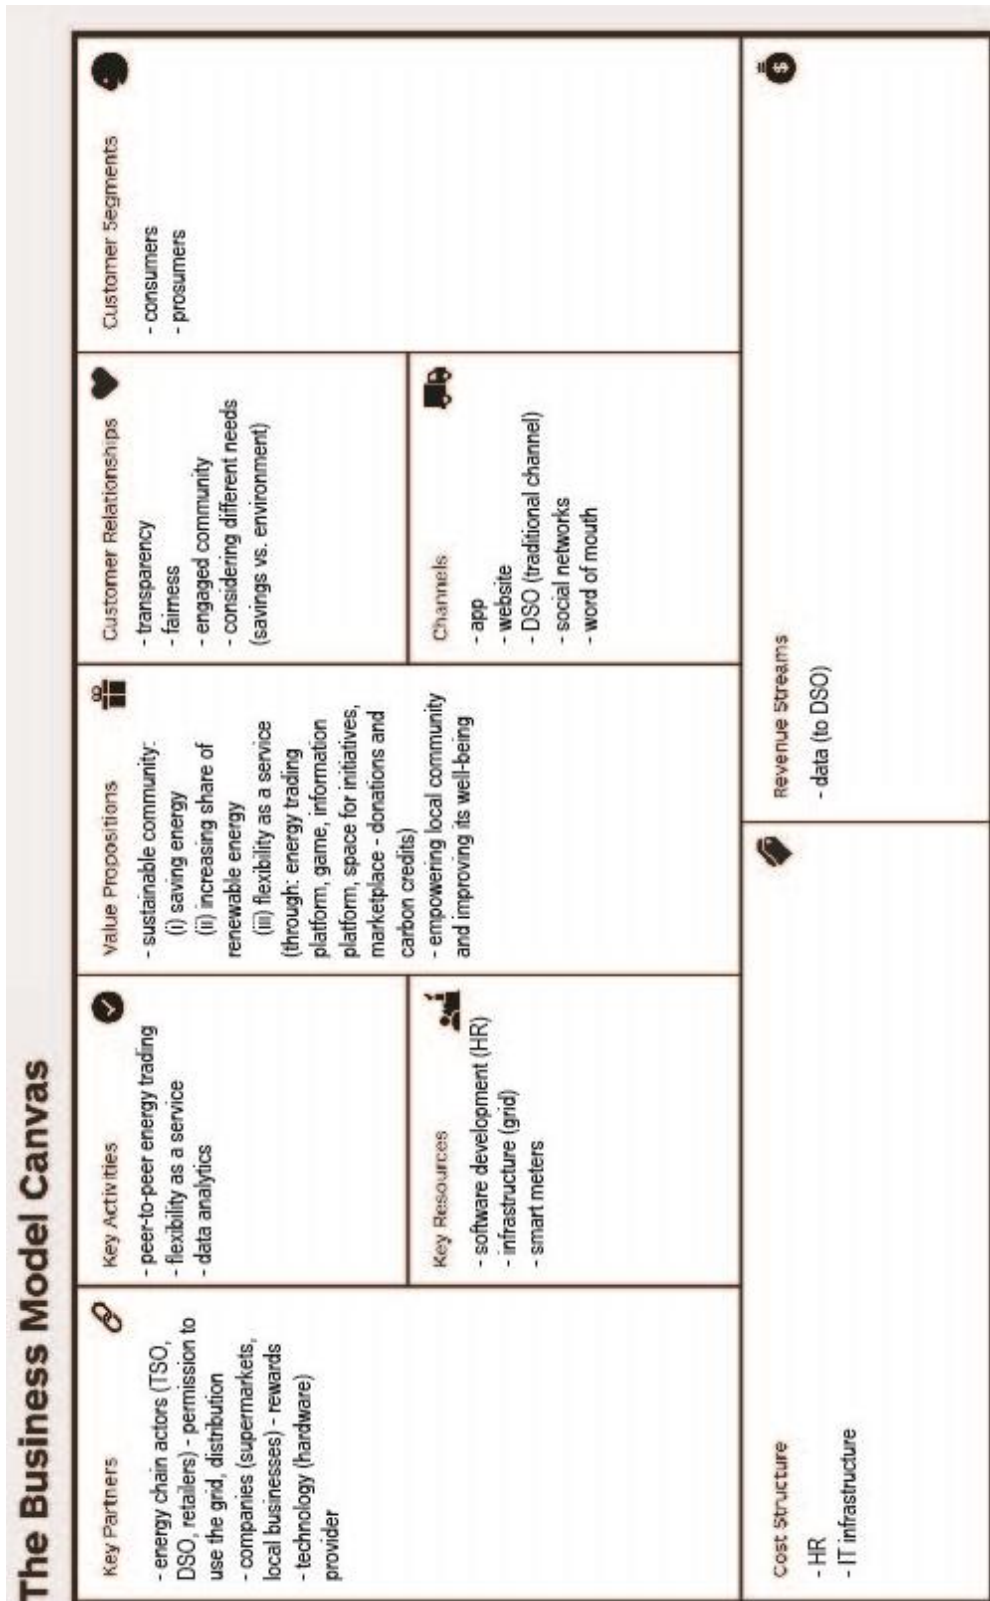 The Business Model Canvas
Key Partners
- energy chain actors (TSO,
DSO, retailers) - permission to
use the grid, distribution
- companies (supermarkets,
local businesses) - rewards
- technology (hardware)
provider
Key Activities
- peer-to-peer energy trading
- flexibility as a service
- data analytics
Key Resources
- software development (HR)
- infrastructure (grid)
- smart meters
Value Propositions
- sustainable community:
(i) saving energy
(ii) increasing share of
renewable energy
(iii) flexibility as a service
(through: energy trading
platform, game, information
platform, space for initiatives,
marketplace - donations and
carbon credits)
- empowering local community
and improving its well-being
Customer Relationships
- transparency
- fairness
- engaged community
- considering different needs
(savings vs. environment)
Channels
- app
- website
- DSO (traditional channel)
- social networks
- word of mouth
Customer Segments
- consumers
- prosumers
Cost Structure
- HR
- IT infrastructure
Revenue Streams
- data (to DSO)
$